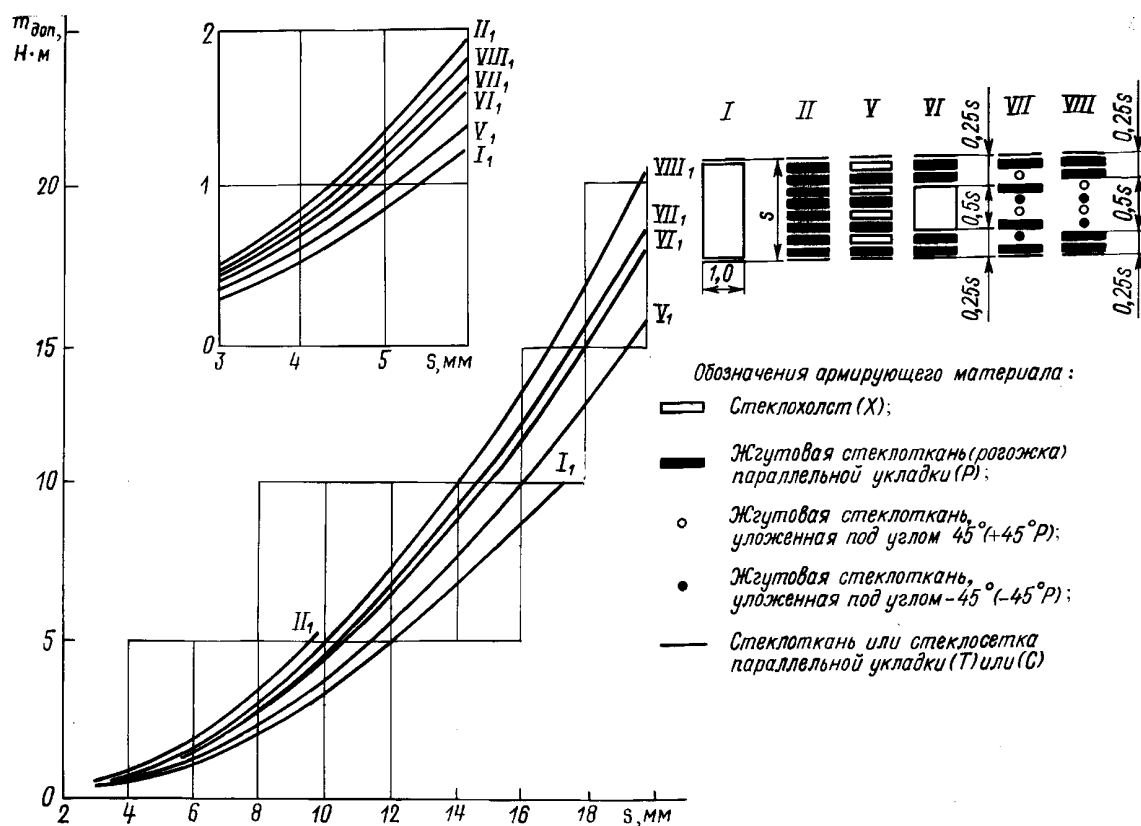 m доп,
Н·м
2
1
0
3
4
5
s, мм
II₁
VIII₁
VII₁
VI₁
V₁
I₁
20
15
10
5
0
2
4
6
8
10
12
14
16
18
s, мм
VIII₁
VII₁
VI₁
V₁
I₁
II₁
I
II
V
VI
VII
VIII
s
1,0
0,25s
0,5s
0,25s
0,25s
0,5s
0,25s
Обозначения армирующего материала:
Стеклохолст (X);
Жгутовая стеклоткань (рогожка)
параллельной укладки (Р);
Жгутовая стеклоткань,
уложенная под углом 45° (+45°Р);
Жгутовая стеклоткань,
уложенная под углом -45° (-45°Р);
Стеклоткань или стеклосетка
параллельной укладки (Т) или (С)